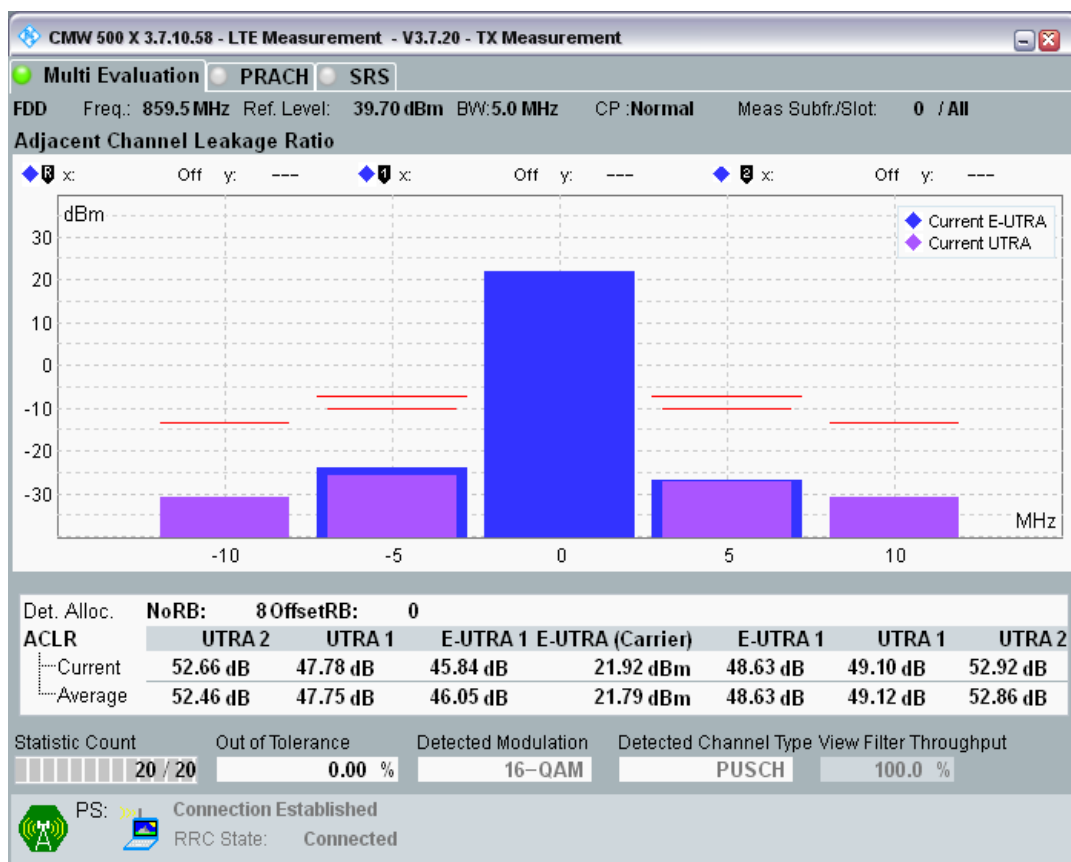 CMW 500 X 3.7.10.58 - LTE Measurement - V3.7.20 - TX Measurement
Multi Evaluation PRACH SRS
FDD Freq.: 859.5 MHz Ref. Level: 39.70 dBm BW:5.0 MHz CP :Normal Meas Subfr./Slot: 0 / All
Adjacent Channel Leakage Ratio
R x: Off y: --- 1 x: Off y: --- 2 x: Off y: ---
dBm
Current E-UTRA
Current UTRA
30
20
10
0
-10
-20
-30
MHz
-10 -5 0 5 10
Det. Alloc. NoRB: 8 OffsetRB: 0
ACLR UTRA 2 UTRA 1 E-UTRA 1 E-UTRA (Carrier) E-UTRA 1 UTRA 1 UTRA 2
Current 52.66 dB 47.78 dB 45.84 dB 21.92 dBm 48.63 dB 49.10 dB 52.92 dB
Average 52.46 dB 47.75 dB 46.05 dB 21.79 dBm 48.63 dB 49.12 dB 52.86 dB
Statistic Count Out of Tolerance Detected Modulation Detected Channel Type View Filter Throughput
20 / 20 0.00 % 16-QAM PUSCH 100.0 %
PS: Connection Established
RRC State: Connected